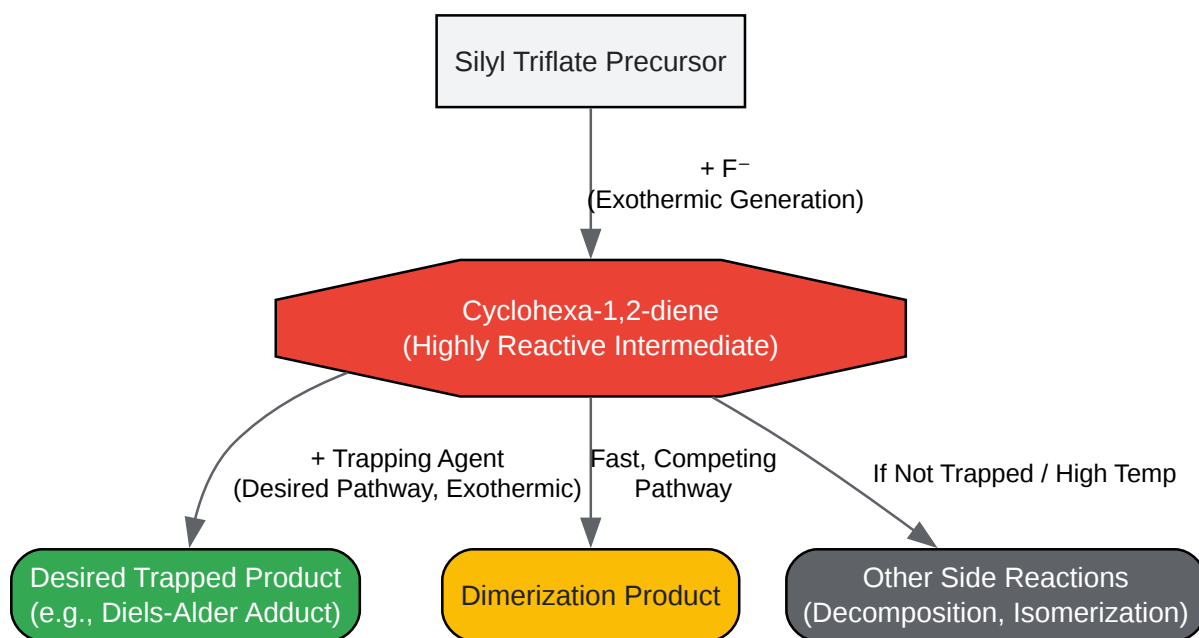 Silyl Triflate Precursor
+ F⁻
(Exothermic Generation)
Cyclohexa-1,2-diene
(Highly Reactive Intermediate)
+ Trapping Agent
(Desired Pathway, Exothermic)
Fast, Competing
Pathway
If Not Trapped / High Temp
Desired Trapped Product
(e.g., Diels-Alder Adduct)
Dimerization Product
Other Side Reactions
(Decomposition, Isomerization)